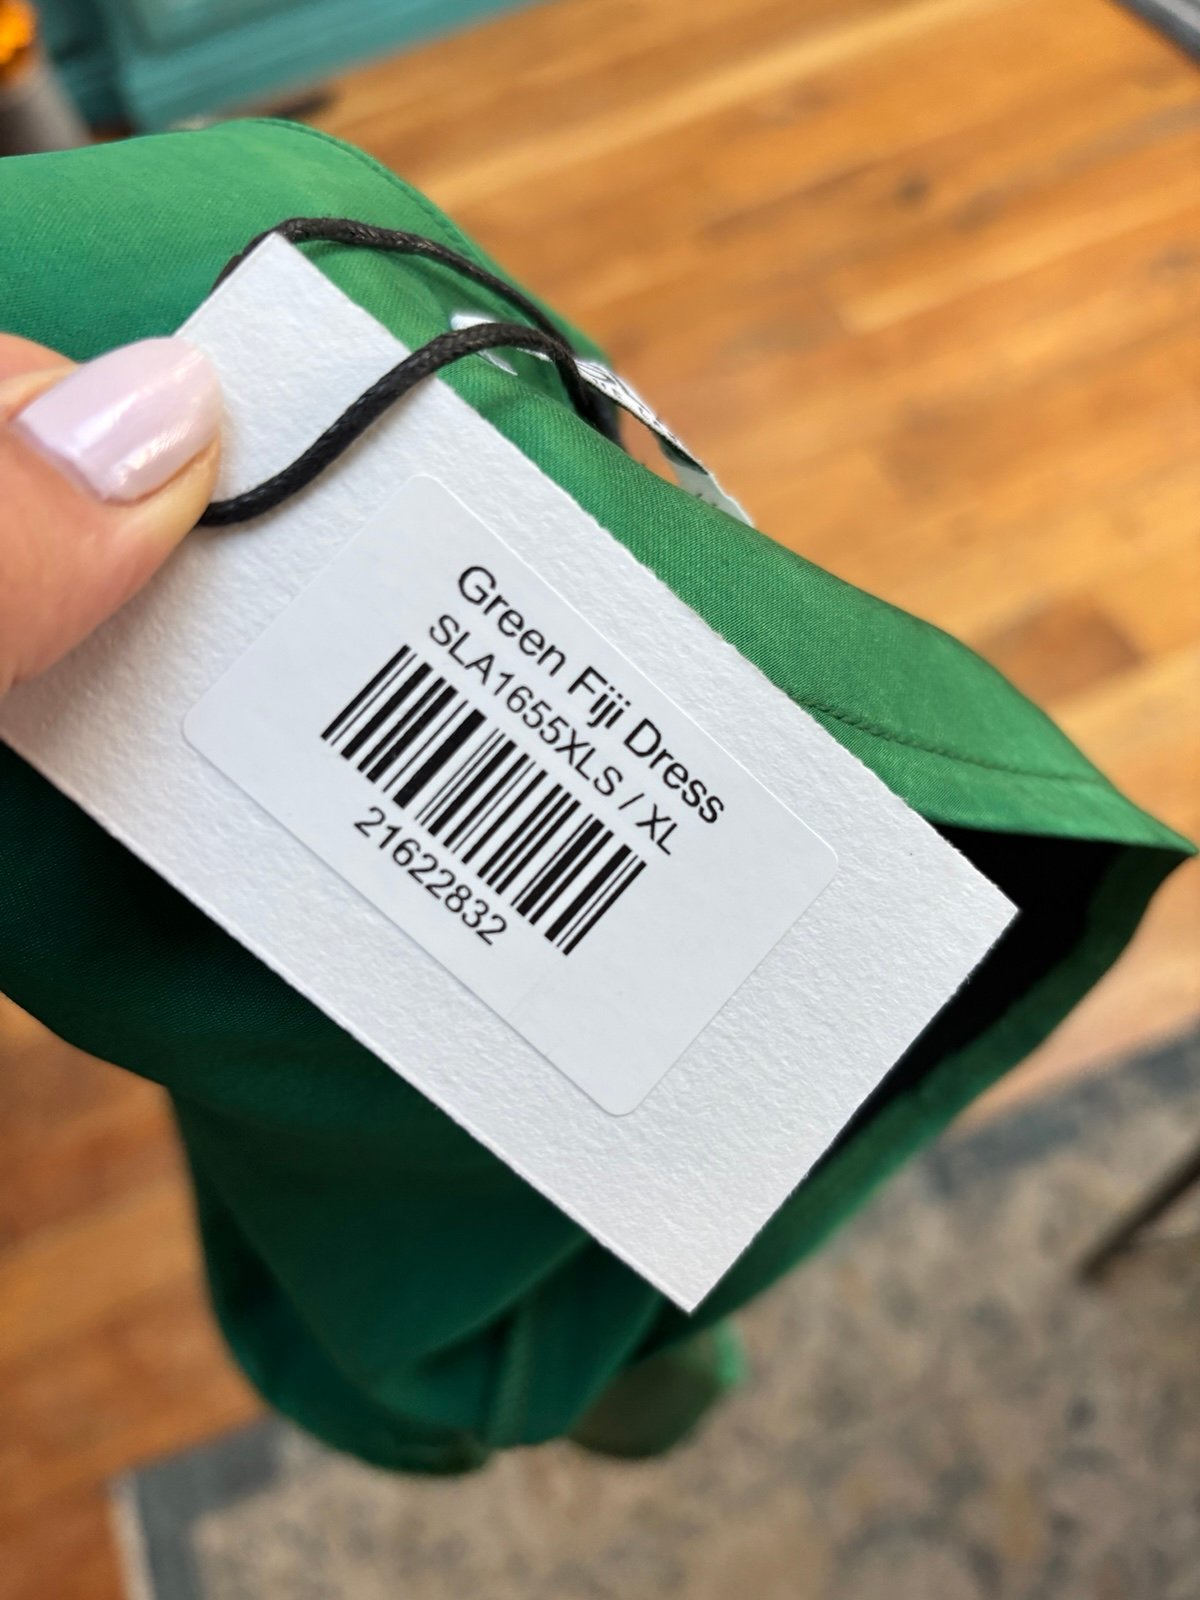 Green Fiji Dress
SLA1655XLS / XL
21622832